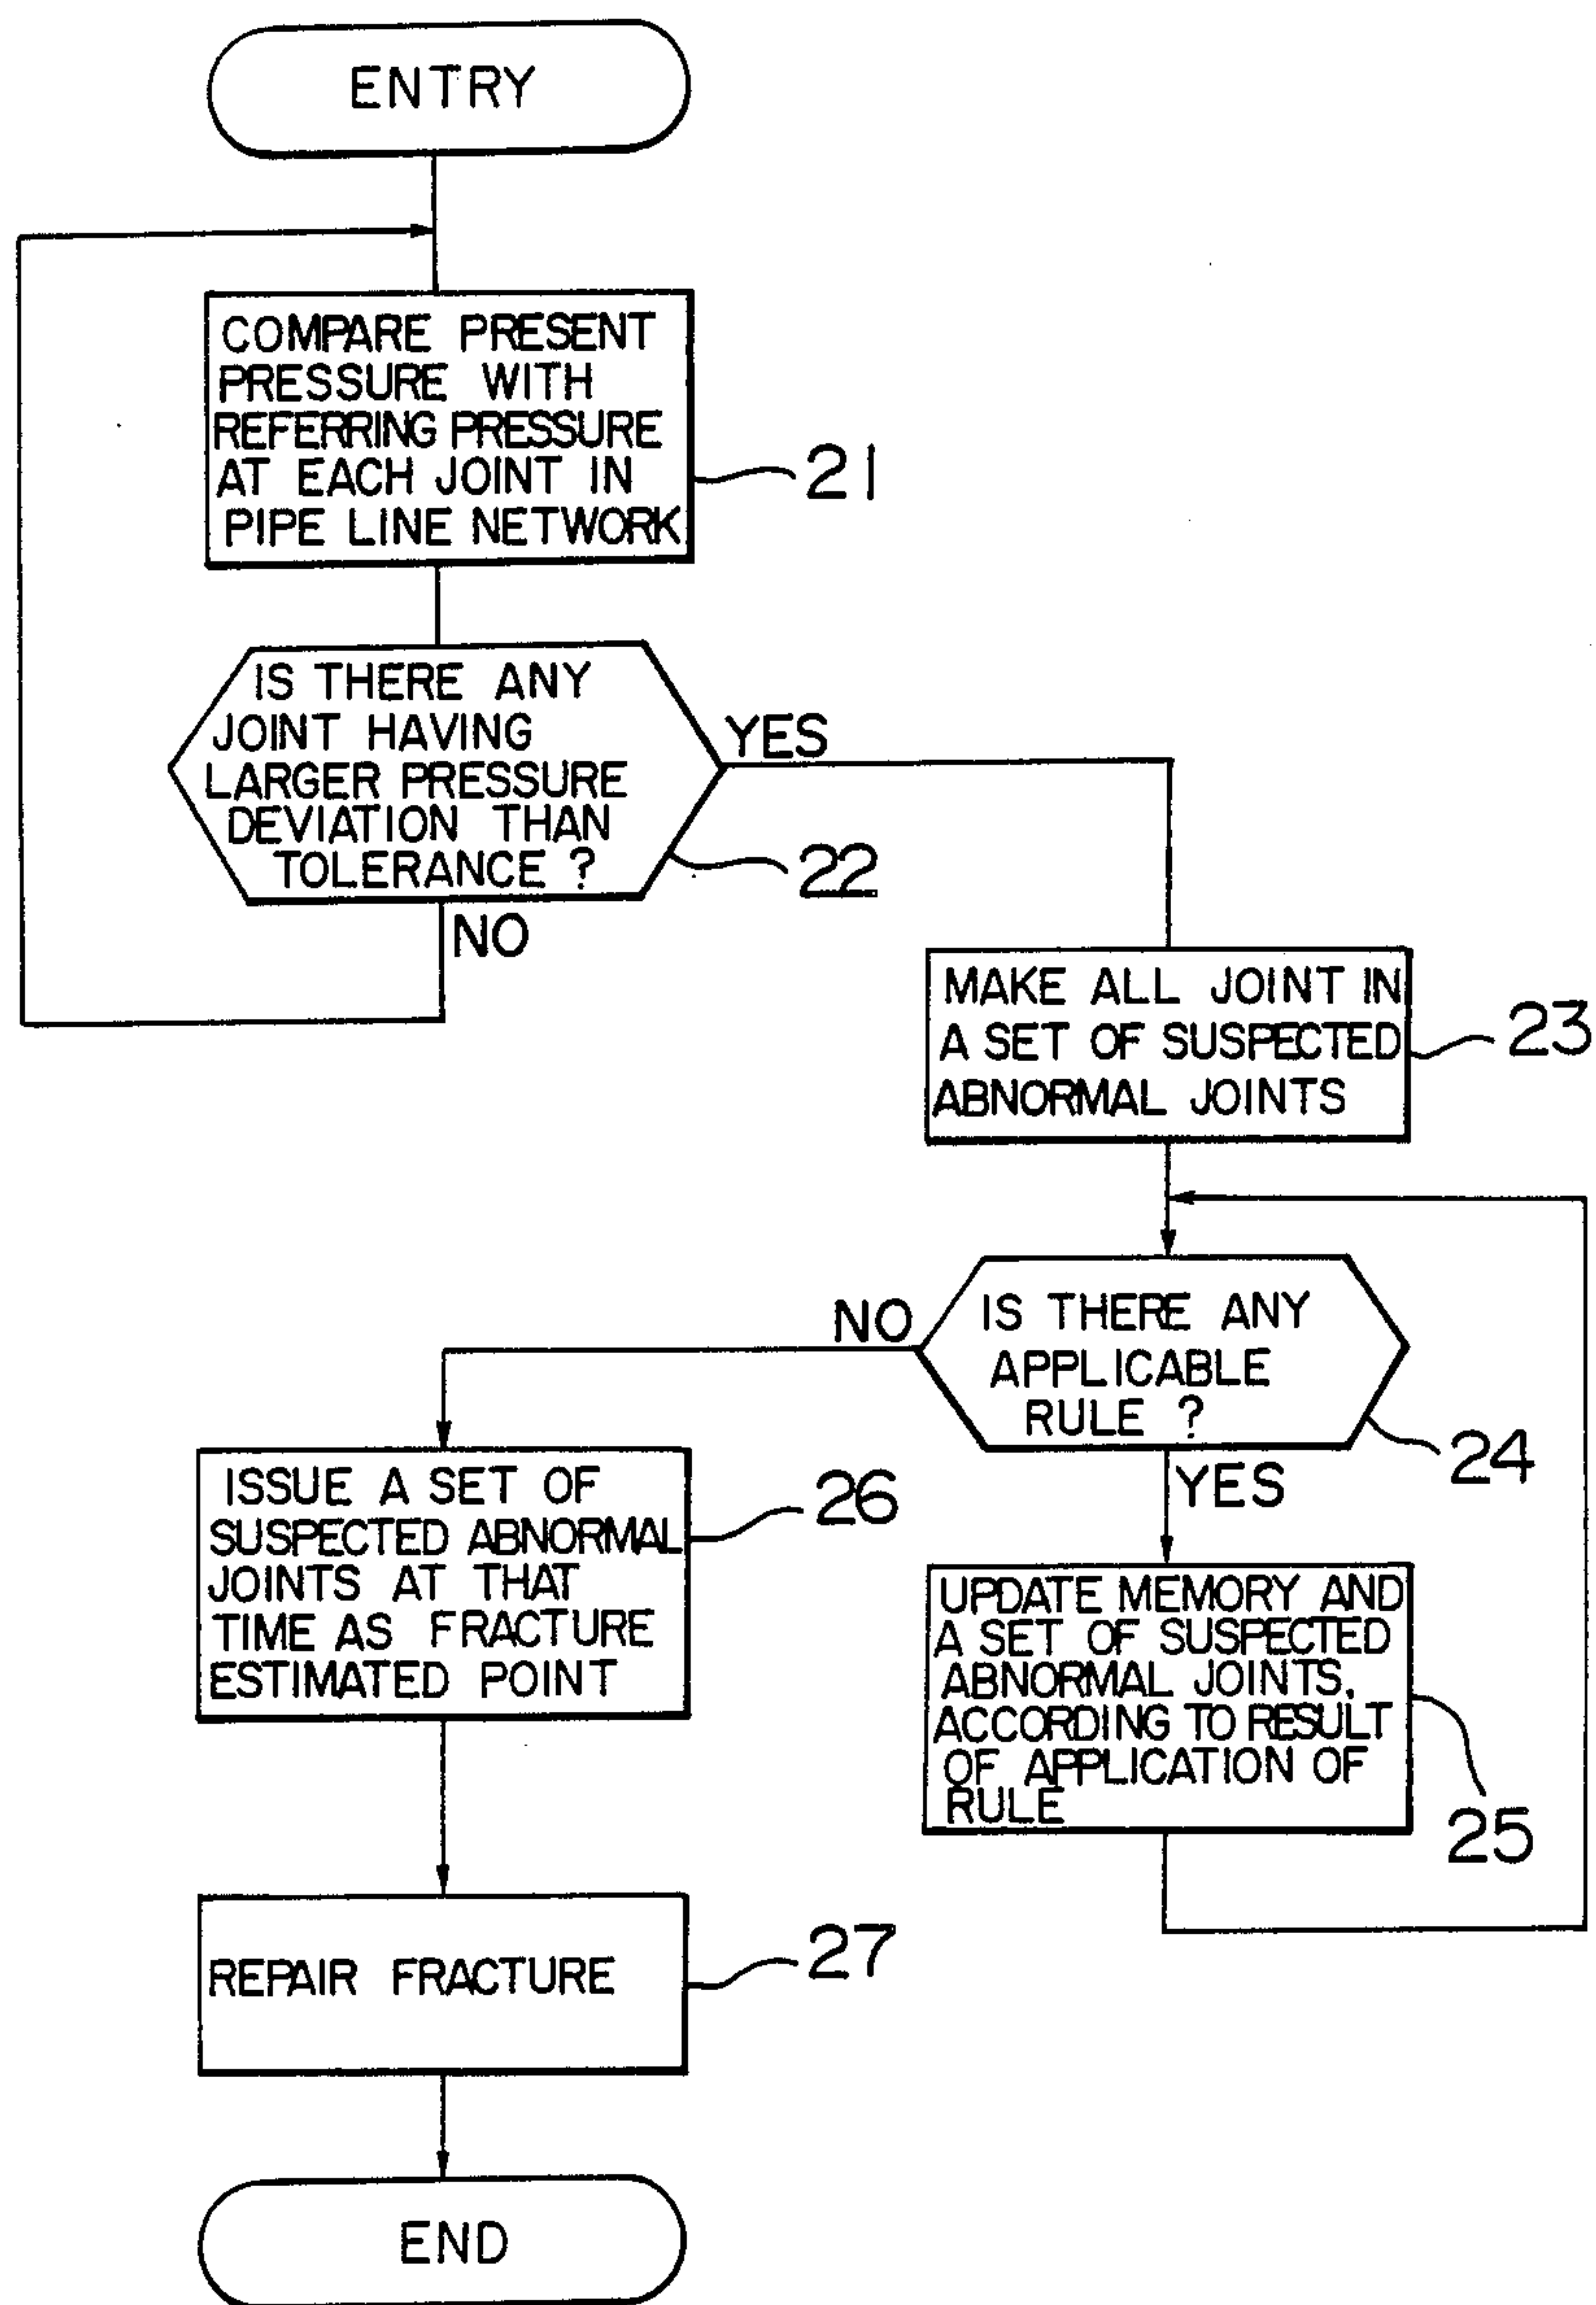 ENTRY
COMPARE PRESENT
PRESSURE WITH
REFERRING PRESSURE
AT EACH JOINT IN
PIPE LINE NETWORK
21
IS THERE ANY
JOINT HAVING
LARGER PRESSURE
DEVIATION THAN
TOLERANCE ?
YES
22
NO
MAKE ALL JOINT IN
A SET OF SUSPECTED
ABNORMAL JOINTS
23
IS THERE ANY
APPLICABLE
RULE ?
NO
24
YES
UPDATE MEMORY AND
A SET OF SUSPECTED
ABNORMAL JOINTS,
ACCORDING TO RESULT
OF APPLICATION OF
RULE
25
ISSUE A SET OF
SUSPECTED ABNORMAL
JOINTS AT THAT
TIME AS FRACTURE
ESTIMATED POINT
26
REPAIR FRACTURE
27
END